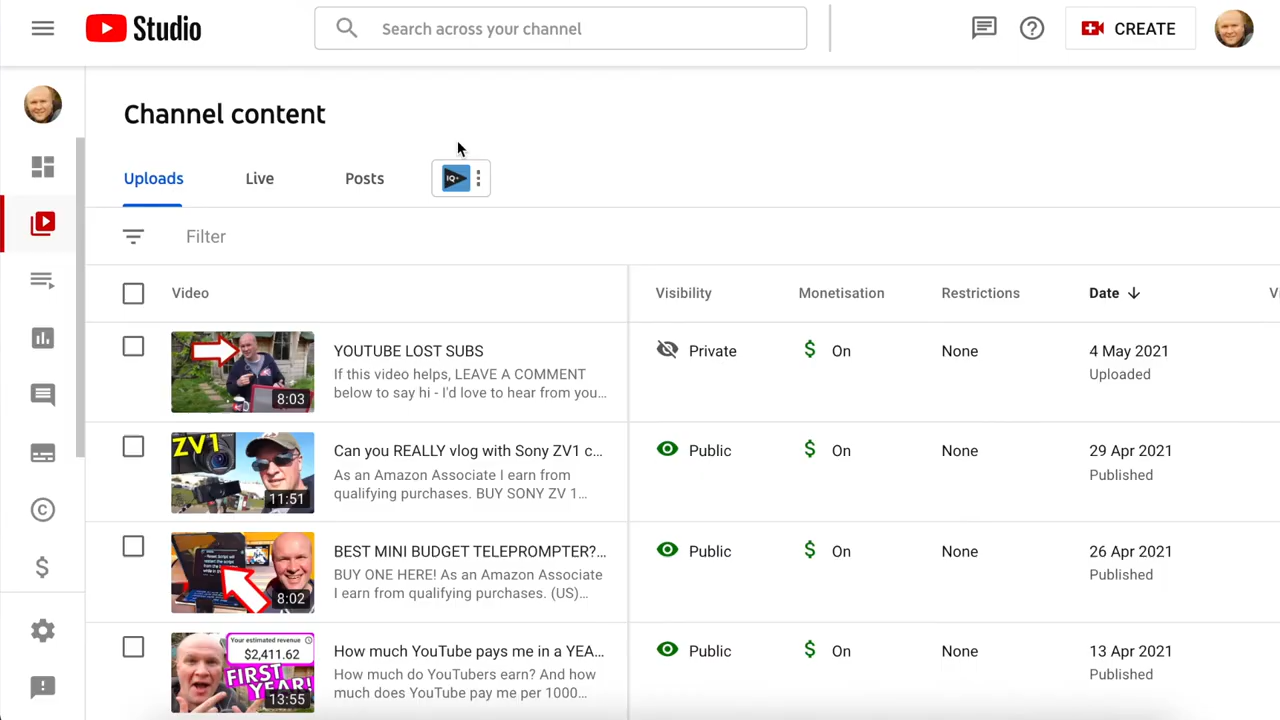 Studio
Search across your channel
CREATE
Channel content
Uploads
Live
Posts
IQ+
Filter
Video
Visibility
Monetisation
Restrictions
Date
8:03
YOUTUBE LOST SUBS
If this video helps, LEAVE A COMMENT
below to say hi - I'd love to hear from you...
Private
On
None
4 May 2021
Uploaded
ZV1
11:51
Can you REALLY vlog with Sony ZV1 c...
As an Amazon Associate I earn from
qualifying purchases. BUY SONY ZV 1...
Public
On
None
29 Apr 2021
Published
8:02
BEST MINI BUDGET TELEPROMPTER?...
BUY ONE HERE! As an Amazon Associate
I earn from qualifying purchases. (US)...
Public
On
None
26 Apr 2021
Published
Your estimated revenue
$2,411.62
FIRST
YEAR!
13:55
How much YouTube pays me in a YEA...
How much do YouTubers earn? And how
much does YouTube pay me per 1000...
Public
On
None
13 Apr 2021
Published